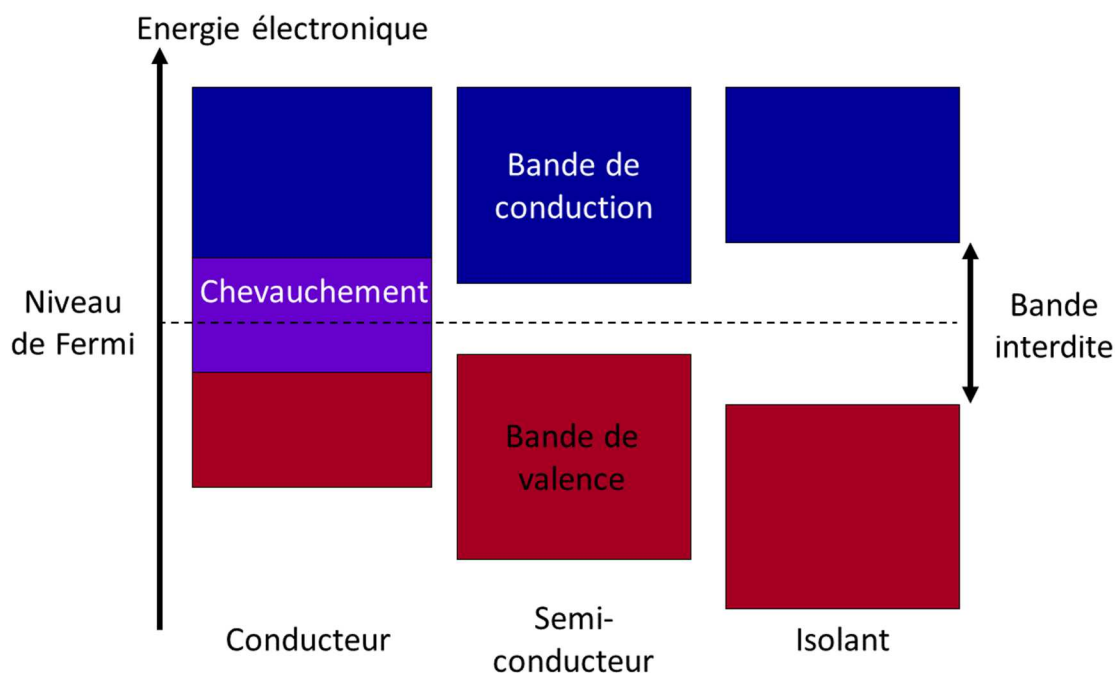 Energie électronique
Bande de
conduction
Chevauchement
Niveau
de Fermi
Bande
interdite
Bande de
valence
Conducteur
Semi-
conducteur
Isolant